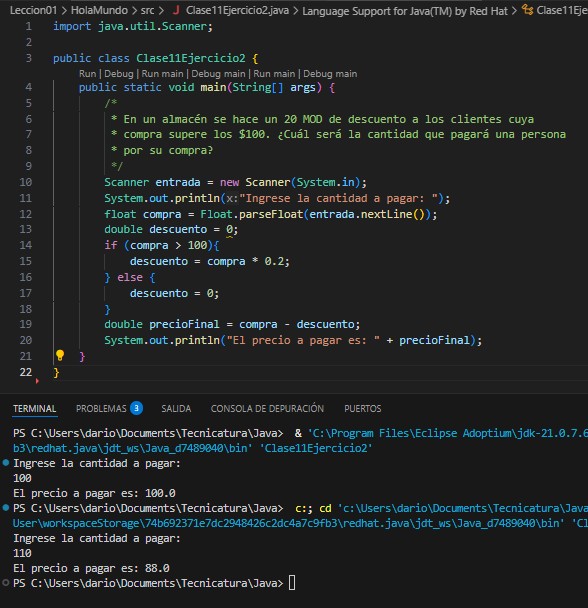 Leccion01 > HolaMundo > src > J Clase11Ejercicio2.java > Language Support for Java(TM) by Red Hat > Clase11Eje
1 import java.util.Scanner;
2
3 public class Clase11Ejercicio2 {
Run | Debug | Run main | Debug main | Run main | Debug main
4 public static void main(String[] args) {
5 /*
6 * En un almacén se hace un 20 MOD de descuento a los clientes cuya
7 * compra supere los $100. ¿Cuál será la cantidad que pagará una persona
8 * por su compra?
9 */
10 Scanner entrada = new Scanner(System.in);
11 System.out.println(x:"Ingrese la cantidad a pagar: ");
12 float compra = Float.parseFloat(entrada.nextLine());
13 double descuento = 0;
14 if (compra > 100){
15 descuento = compra * 0.2;
16 } else {
17 descuento = 0;
18 }
19 double precioFinal = compra - descuento;
20 System.out.println("El precio a pagar es: " + precioFinal);
21 }
22 }
TERMINAL PROBLEMAS 3 SALIDA CONSOLA DE DEPURACIÓN PUERTOS
PS C:\Users\dario\Documents\Tecnicatura\Java> & 'C:\Program Files\Eclipse Adoptium\jdk-21.0.7.6
b3\redhat.java\jdt_ws\Java_d7489040\bin' 'Clase11Ejercicio2'
Ingrese la cantidad a pagar:
100
El precio a pagar es: 100.0
PS C:\Users\dario\Documents\Tecnicatura\Java> c:; cd 'c:\Users\dario\Documents\Tecnicatura\Java
User\workspaceStorage\74b692371e7dc2948426c2dc4a7c9fb3\redhat.java\jdt_ws\Java_d7489040\bin' 'Cl
Ingrese la cantidad a pagar:
110
El precio a pagar es: 88.0
PS C:\Users\dario\Documents\Tecnicatura\Java>